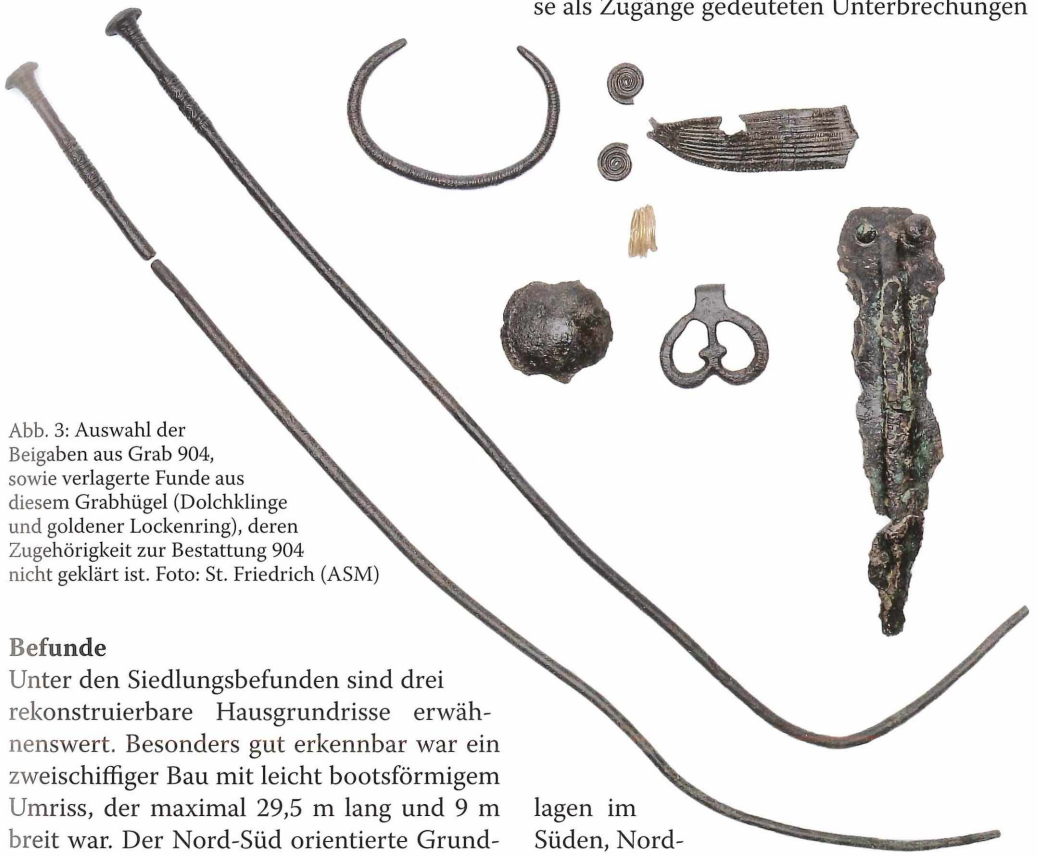 se als Zugänge gedeuteten Unterbrechungen
Abb. 3: Auswahl der
Beigaben aus Grab 904,
sowie verlagerte Funde aus
diesem Grabhügel (Dolchklinge
und goldener Lockenring), deren
Zugehörigkeit zur Bestattung 904
nicht geklärt ist. Foto: St. Friedrich (ASM)
Befunde
Unter den Siedlungsbefunden sind drei
rekonstruierbare Hausgrundrisse erwäh-
nenswert. Besonders gut erkennbar war ein
zweischiffiger Bau mit leicht bootsförmigem
Umriss, der maximal 29,5 m lang und 9 m
breit war. Der Nord-Süd orientierte Grund-
lagen im
Süden, Nord-